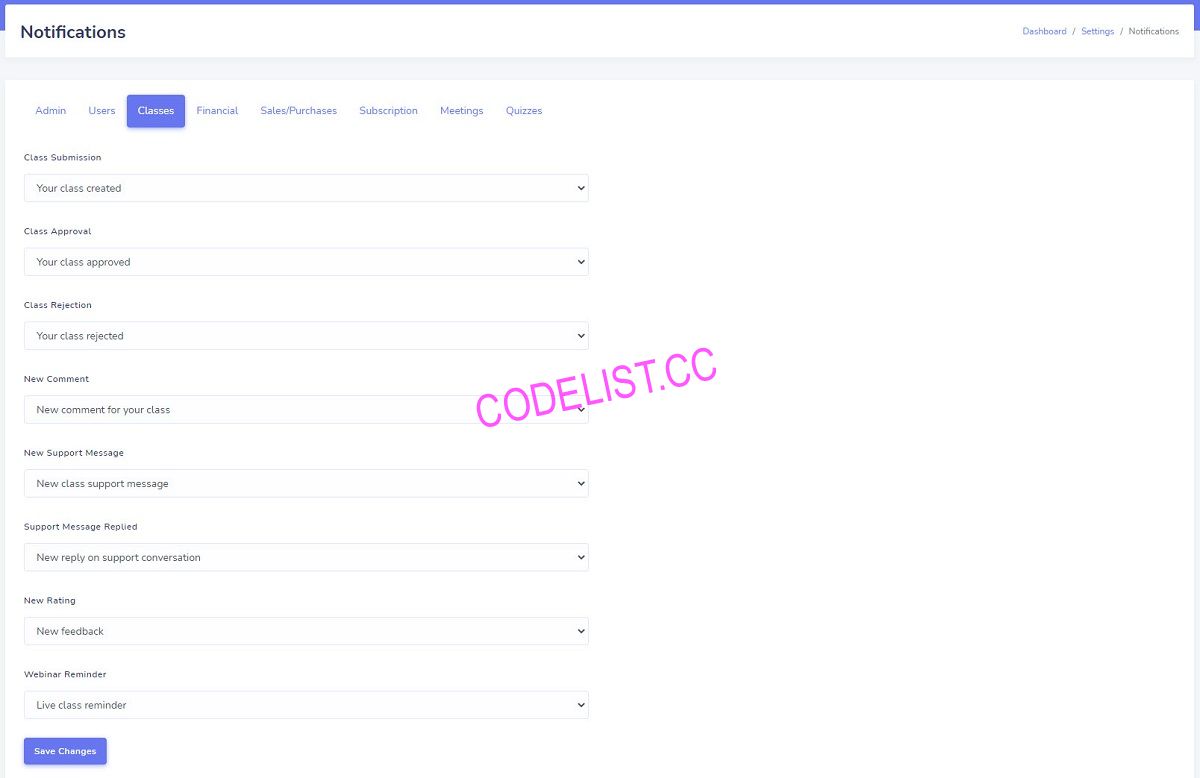 Notifications
Dashboard / Settings / Notifications
Admin Users Classes Financial Sales/Purchases Subscription Meetings Quizzes
Class Submission
Your class created
Class Approval
Your class approved
Class Rejection
Your class rejected
New Comment
New comment for your class
CODELIST.CC
New Support Message
New class support message
Support Message Replied
New reply on support conversation
New Rating
New feedback
Webinar Reminder
Live class reminder
Save Changes